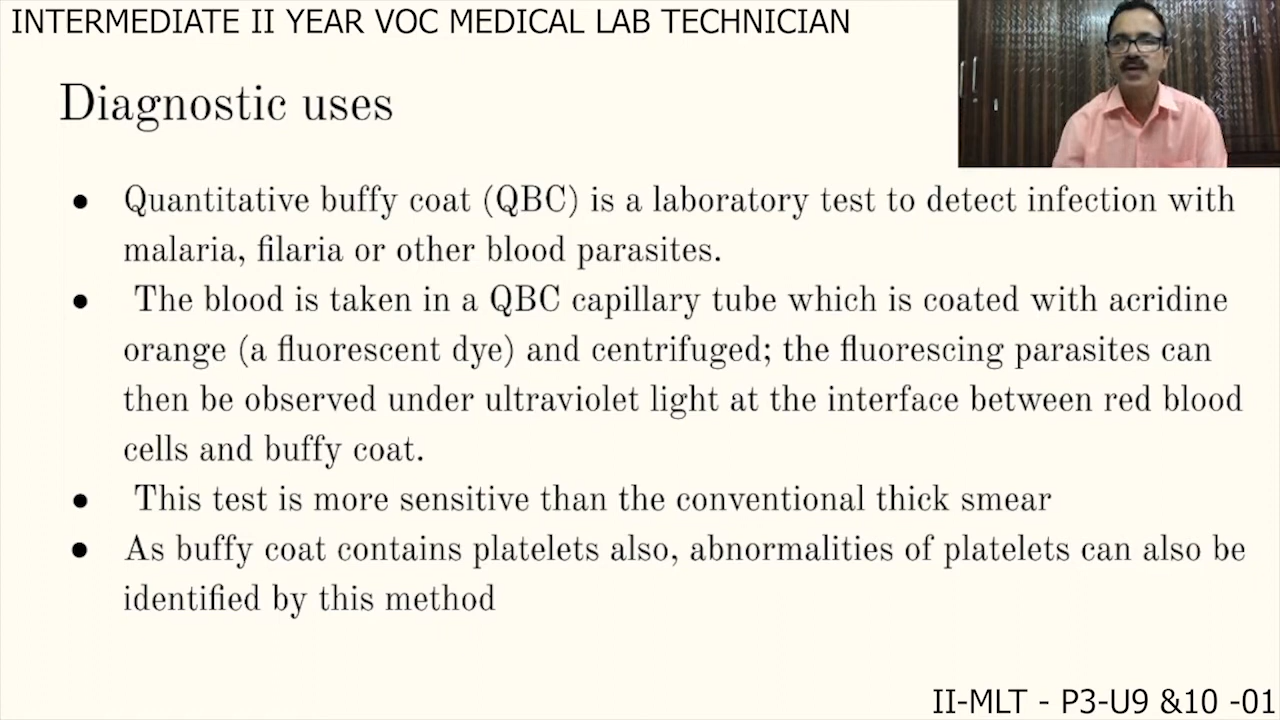 INTERMEDIATE II YEAR VOC MEDICAL LAB TECHNICIAN
Diagnostic uses
● Quantitative buffy coat (QBC) is a laboratory test to detect infection with
malaria, filaria or other blood parasites.
● The blood is taken in a QBC capillary tube which is coated with acridine
orange (a fluorescent dye) and centrifuged; the fluorescing parasites can
then be observed under ultraviolet light at the interface between red blood
cells and buffy coat.
● This test is more sensitive than the conventional thick smear
● As buffy coat contains platelets also, abnormalities of platelets can also be
identified by this method
II-MLT - P3-U9 &10 -01